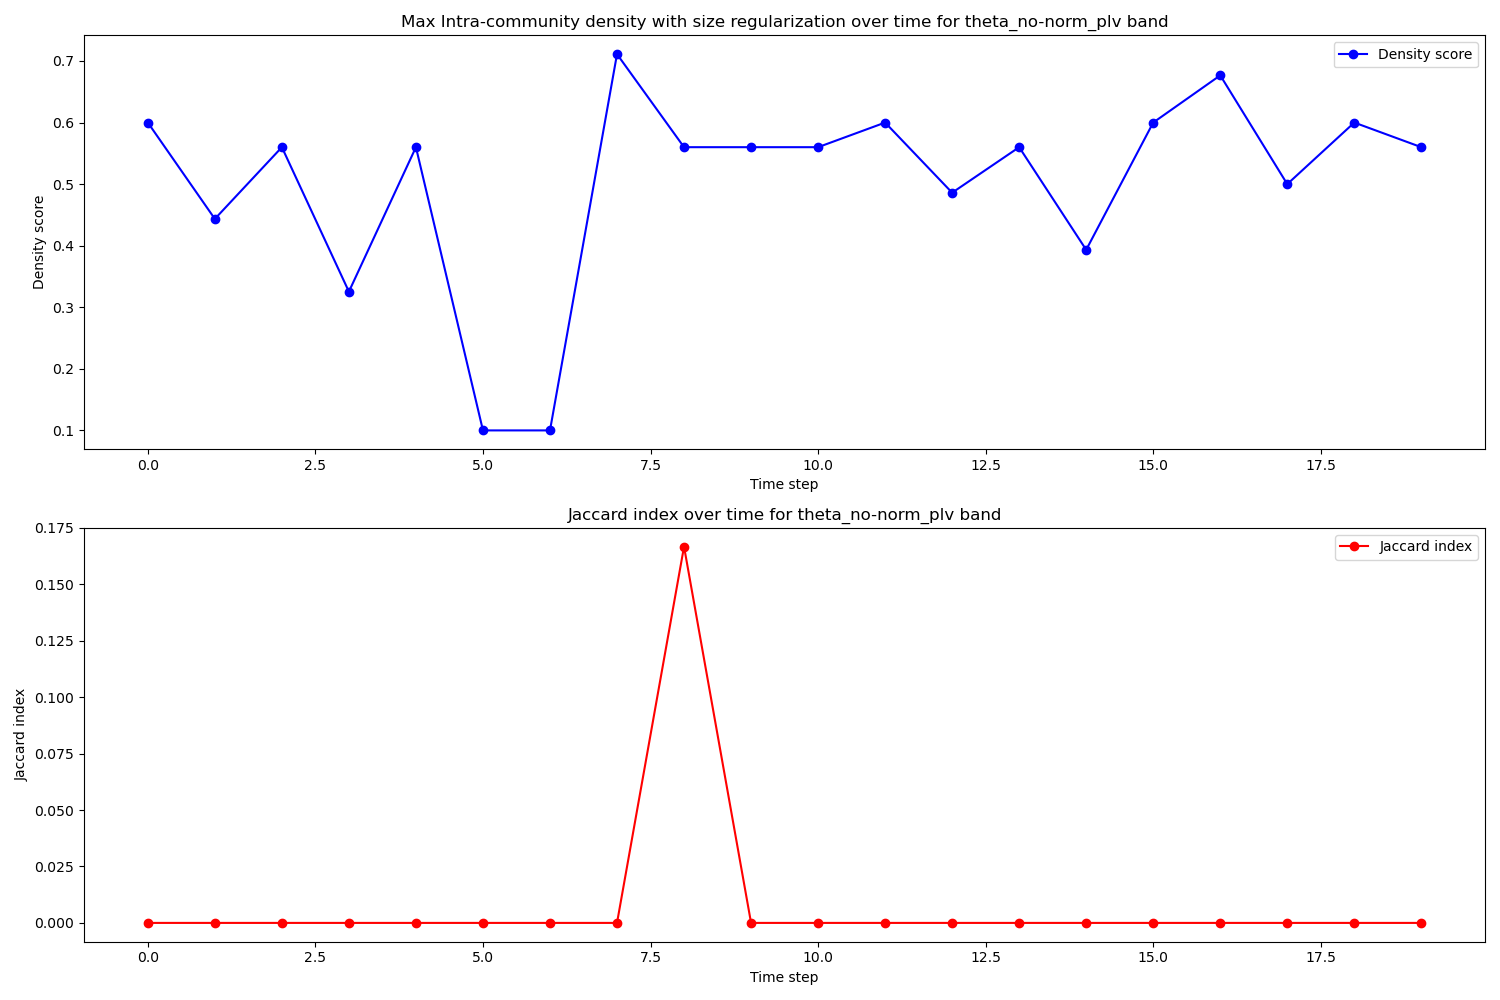 Max Intra-community density with size regularization over time for theta_no-norm_plv band
Density score
0.7
0.6
0.5
0.4
0.3
0.2
0.1
Density score
0.0 2.5 5.0 7.5 10.0 12.5 15.0 17.5
Time step
Jaccard index over time for theta_no-norm_plv band
Jaccard index
0.175
0.150
0.125
0.100
0.075
0.050
0.025
0.000
Jaccard index
0.0 2.5 5.0 7.5 10.0 12.5 15.0 17.5
Time step